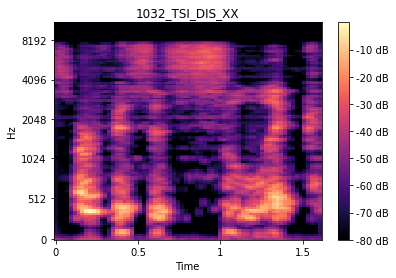 1032_TSI_DIS_XX
8192
4096
2048
1024
512
0
Hz
0
0.5
1
1.5
Time
-10 dB
-20 dB
-30 dB
-40 dB
-50 dB
-60 dB
-70 dB
-80 dB